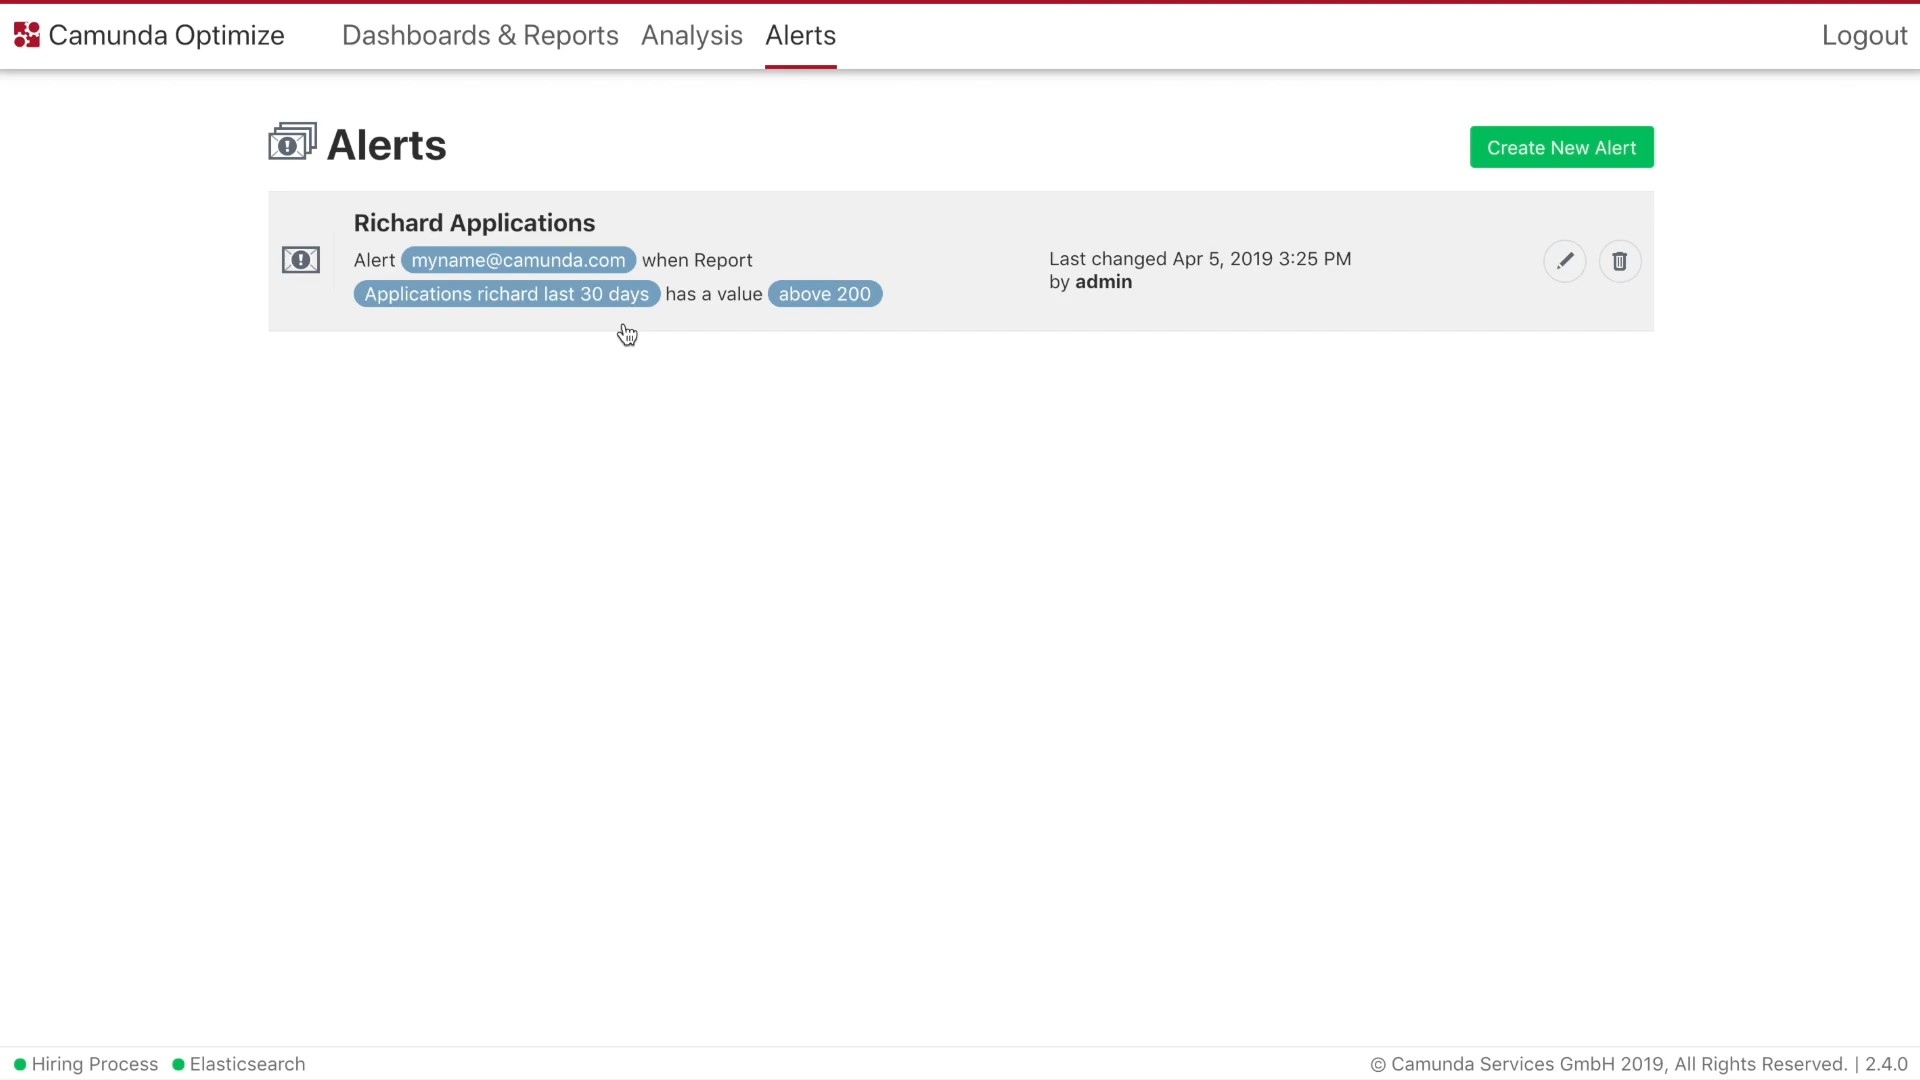 Camunda Optimize Dashboards & Reports Analysis Alerts Logout
Alerts
Create New Alert
Richard Applications
Alert myname@camunda.com when Report
Applications richard last 30 days has a value above 200
Last changed Apr 5, 2019 3:25 PM
by admin
Hiring Process Elasticsearch
© Camunda Services GmbH 2019, All Rights Reserved. | 2.4.0